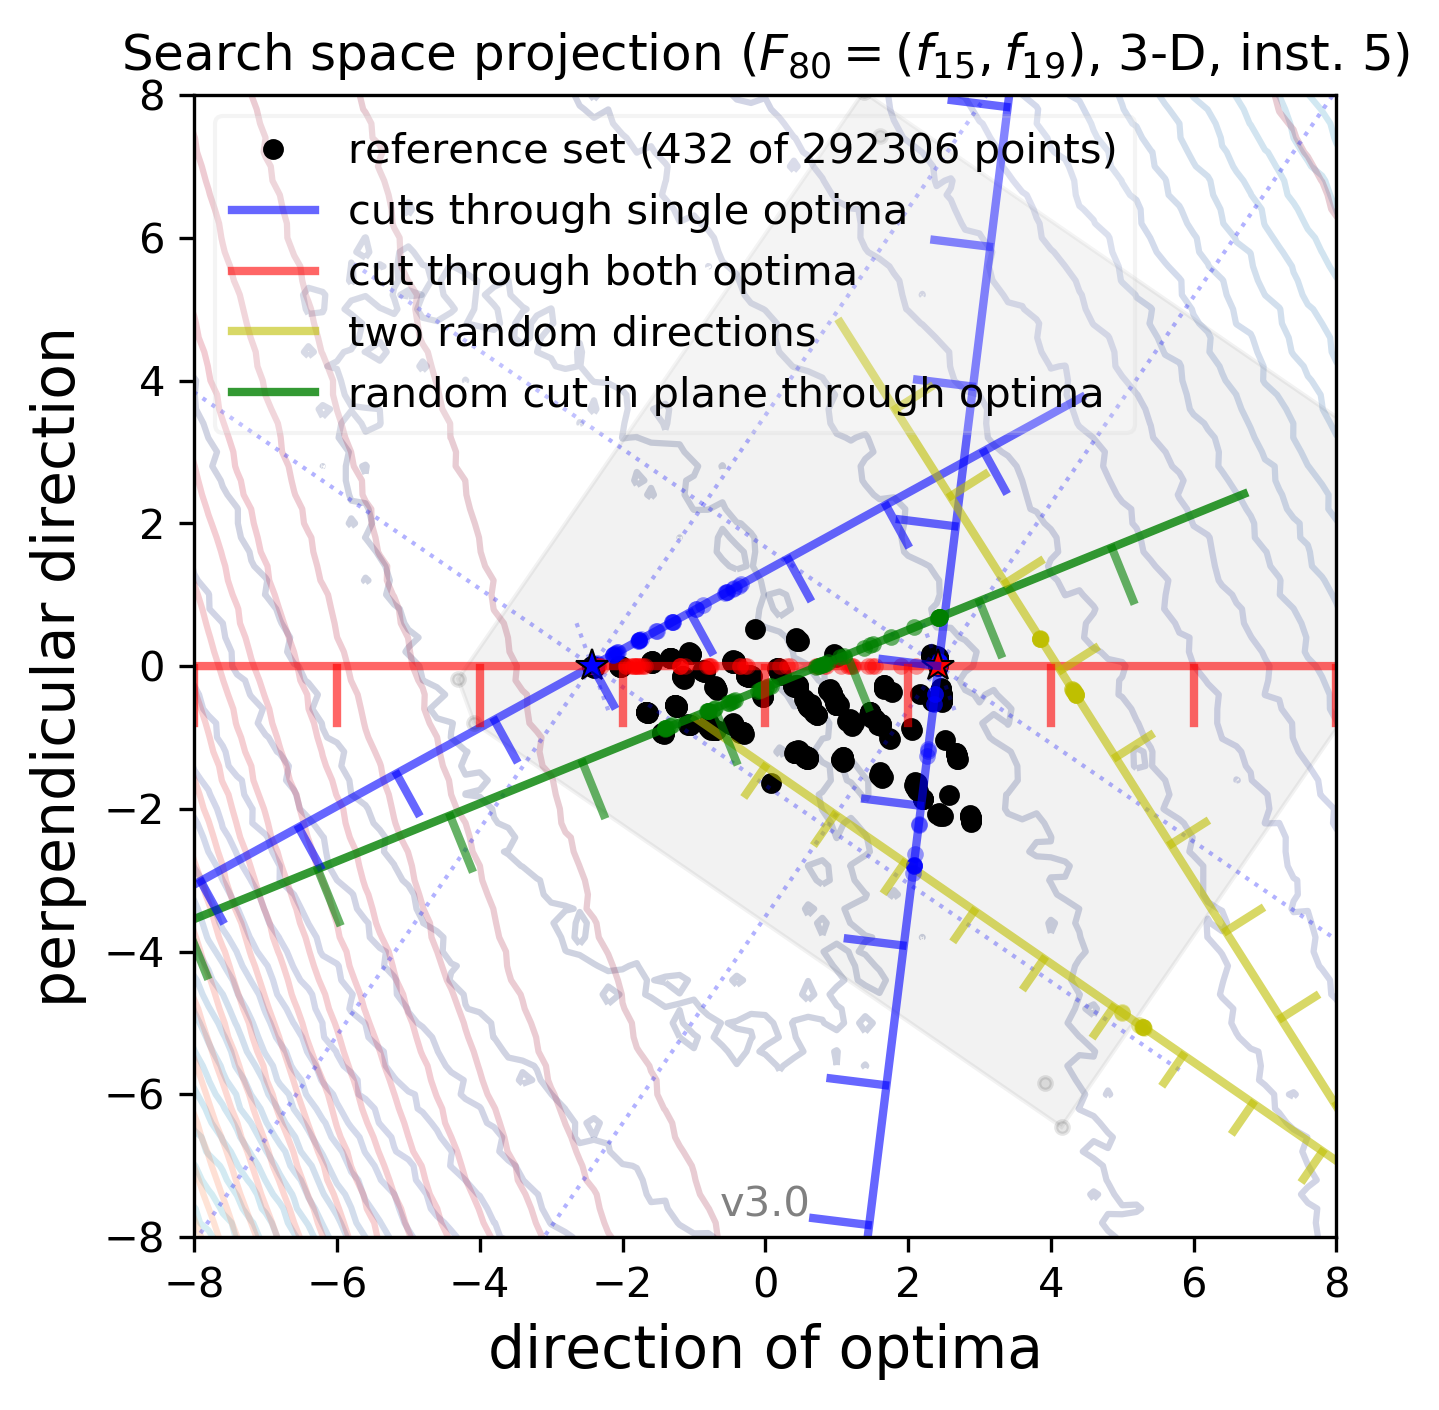 Search space projection (F₈₀ = (f₁₅, f₁₉), 3-D, inst. 5)
reference set (432 of 292306 points)
cuts through single optima
cut through both optima
two random directions
random cut in plane through optima
8
6
4
2
0
−2
−4
−6
−8
perpendicular direction
v3.0
−8 −6 −4 −2 0 2 4 6 8
direction of optima